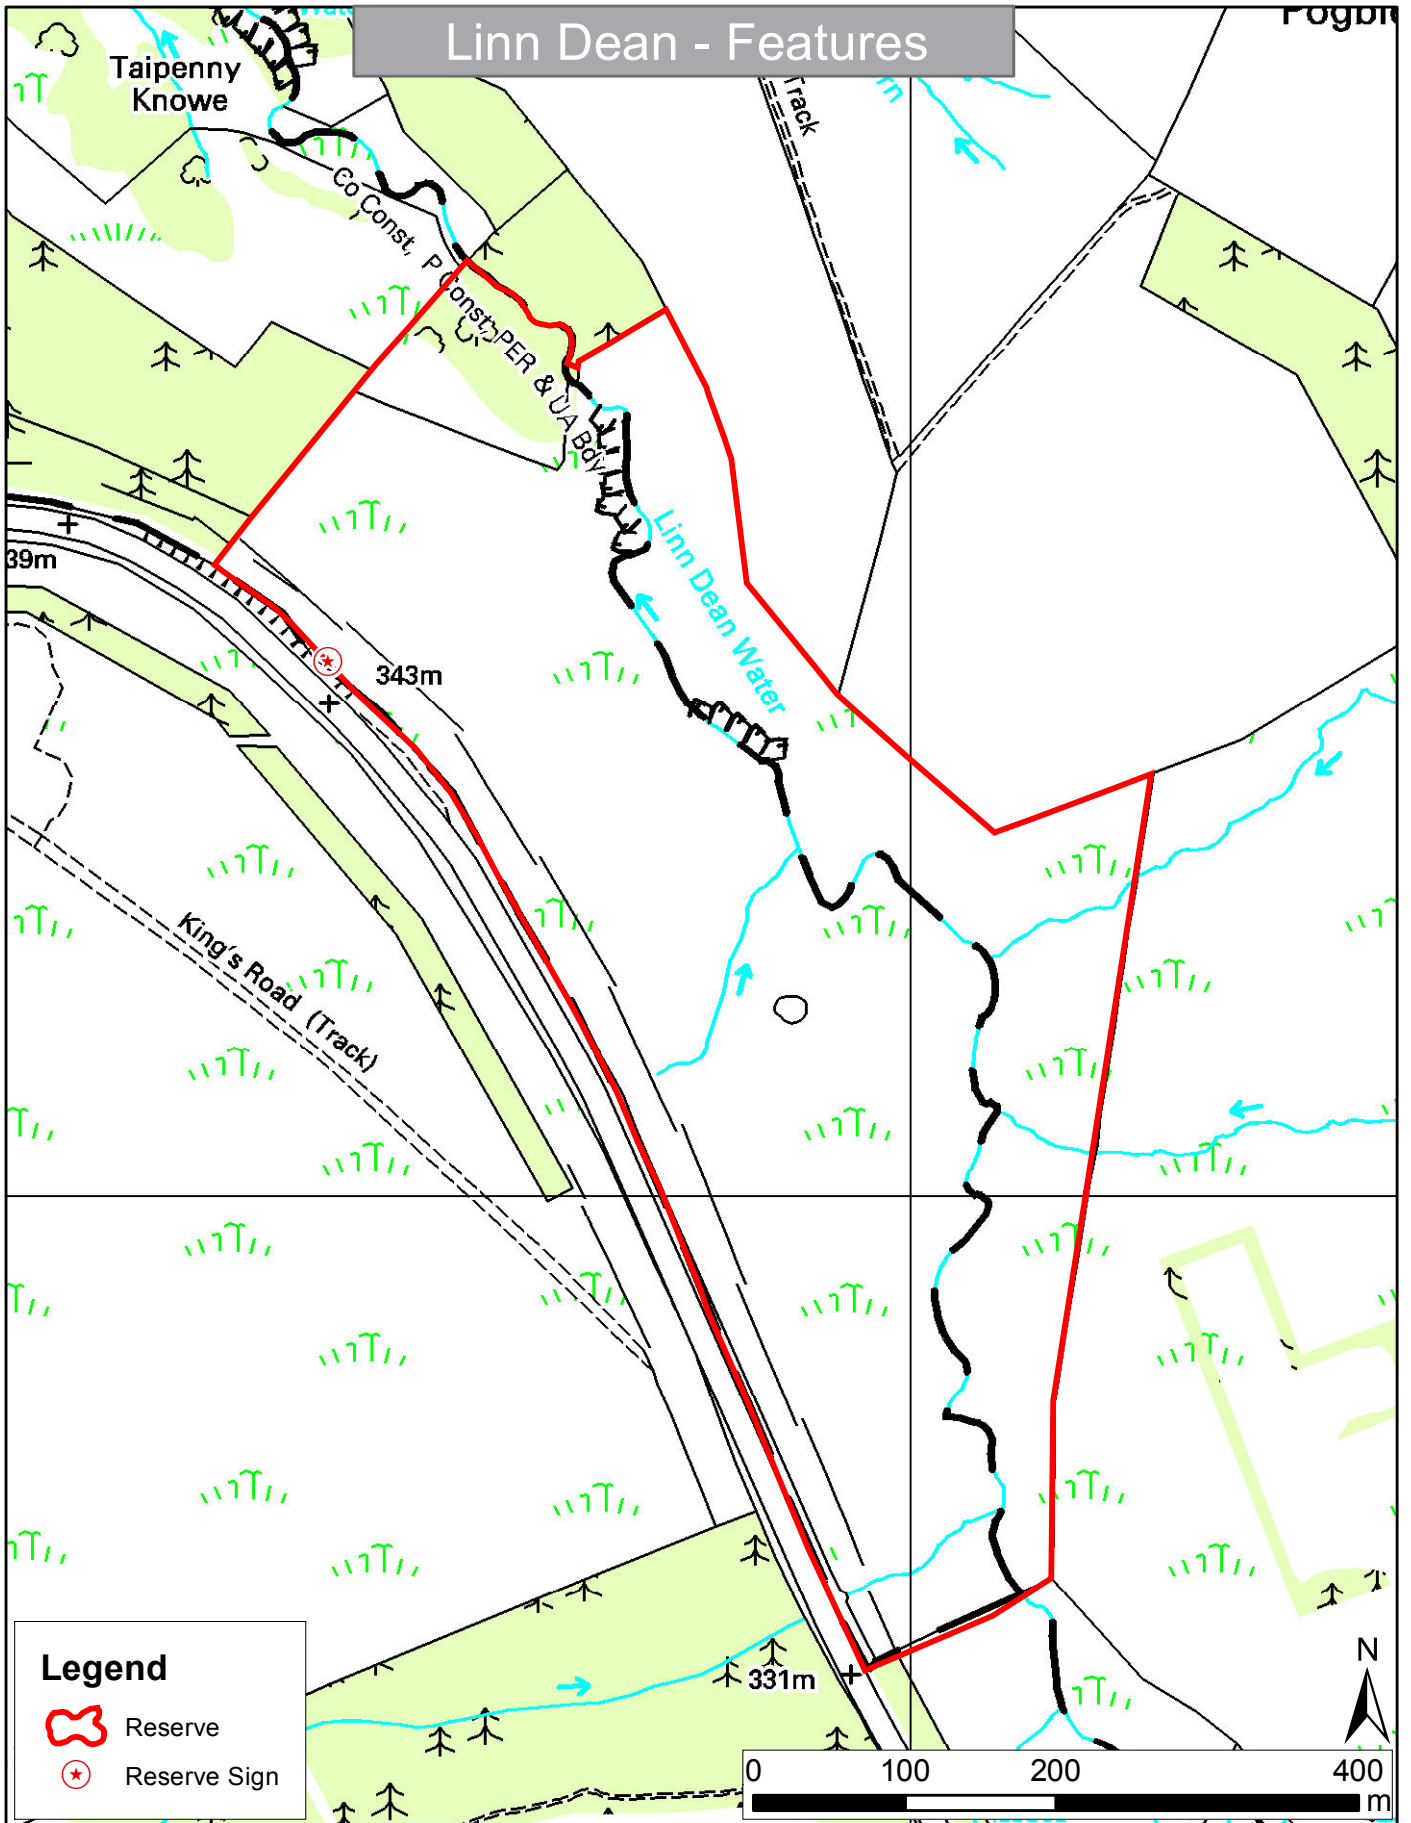 Linn Dean - Features
Taipenny
Knowe
Track
Co Const, P Const, PER & UA Bdy
Linn Dean Water
39m
343m
King's Road (Track)
331m
Legend
Reserve
Reserve Sign
N
0 100 200 400
m